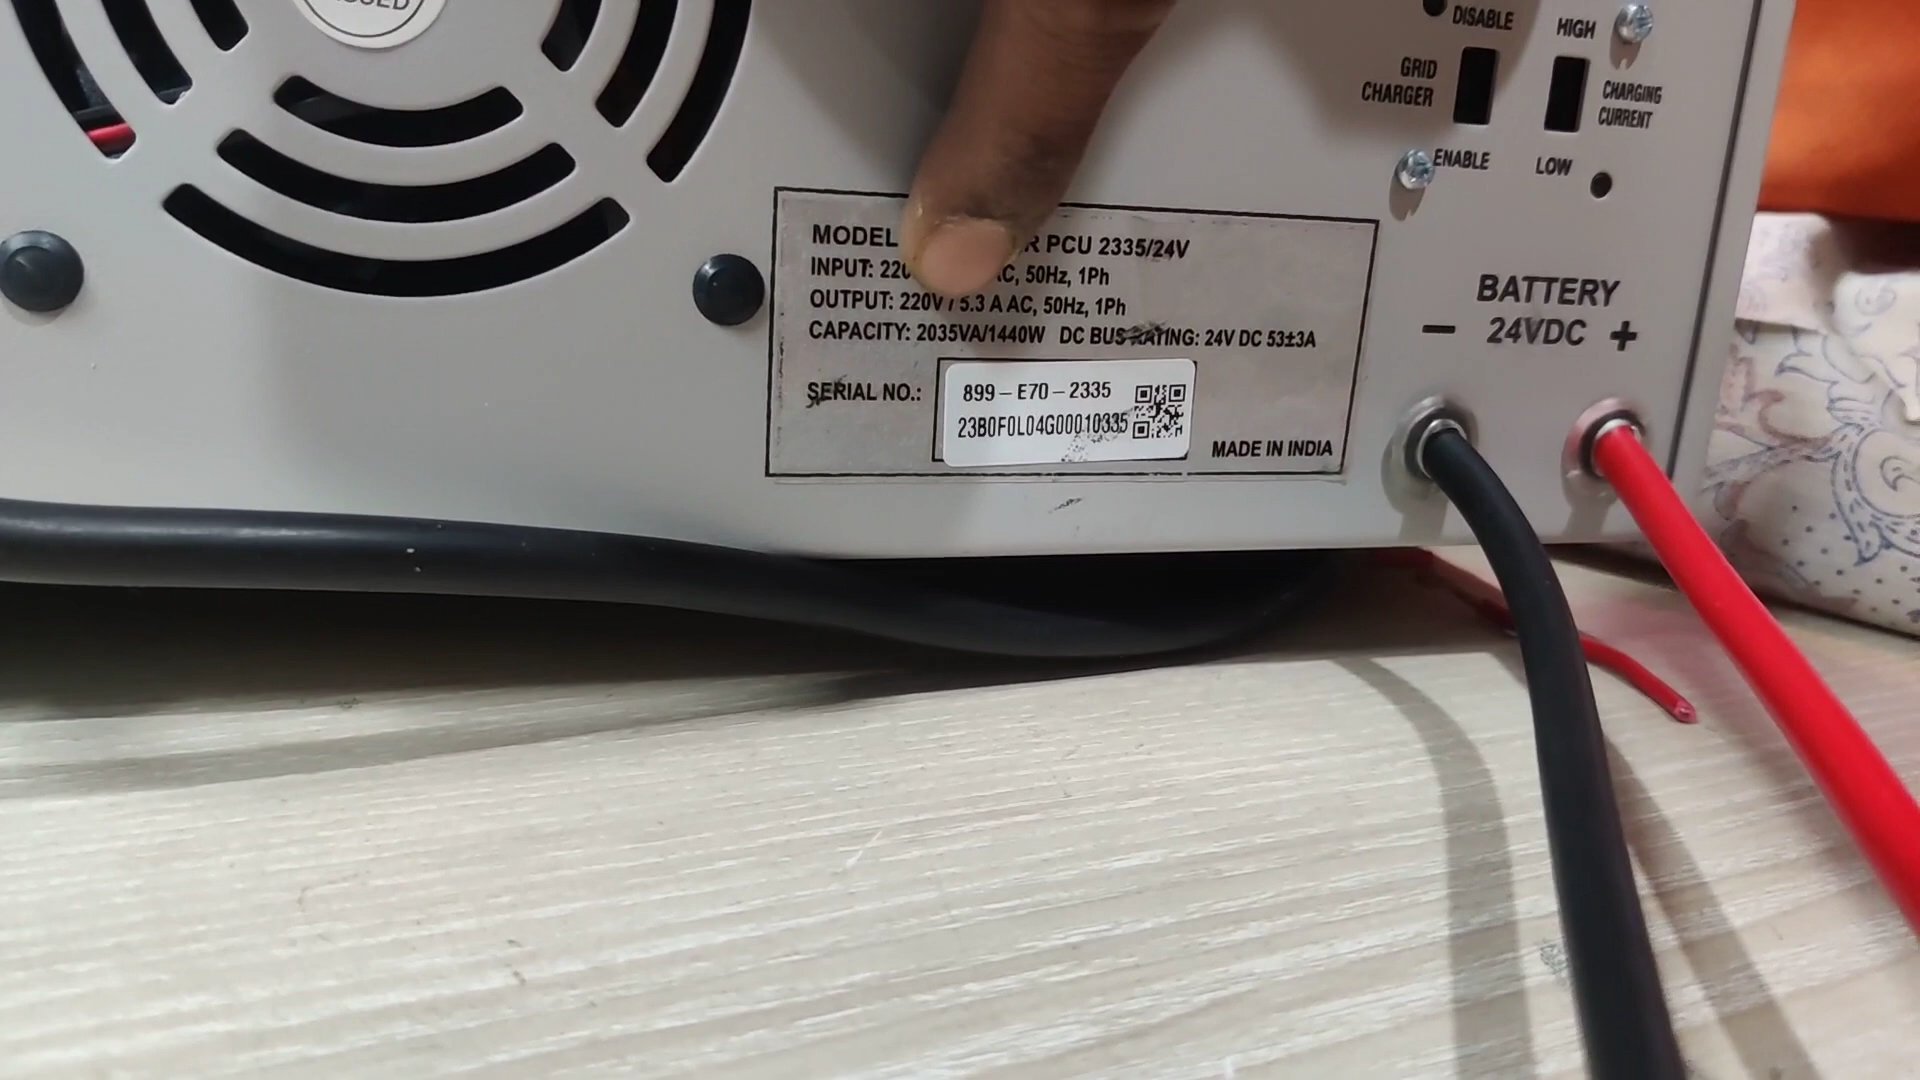 DISABLE
HIGH
GRID
CHARGER
CHARGING
CURRENT
ENABLE
LOW
MODEL PCU 2335/24V
INPUT: AC, 50Hz, 1Ph
OUTPUT: 220V / 5.3 A AC, 50Hz, 1Ph
CAPACITY: 2035VA/1440W DC BUS RATING: 24V DC 53±3A
SERIAL NO.:
899-E70-2335
23B0F0L04G00010335
MADE IN INDIA
BATTERY
- 24VDC +